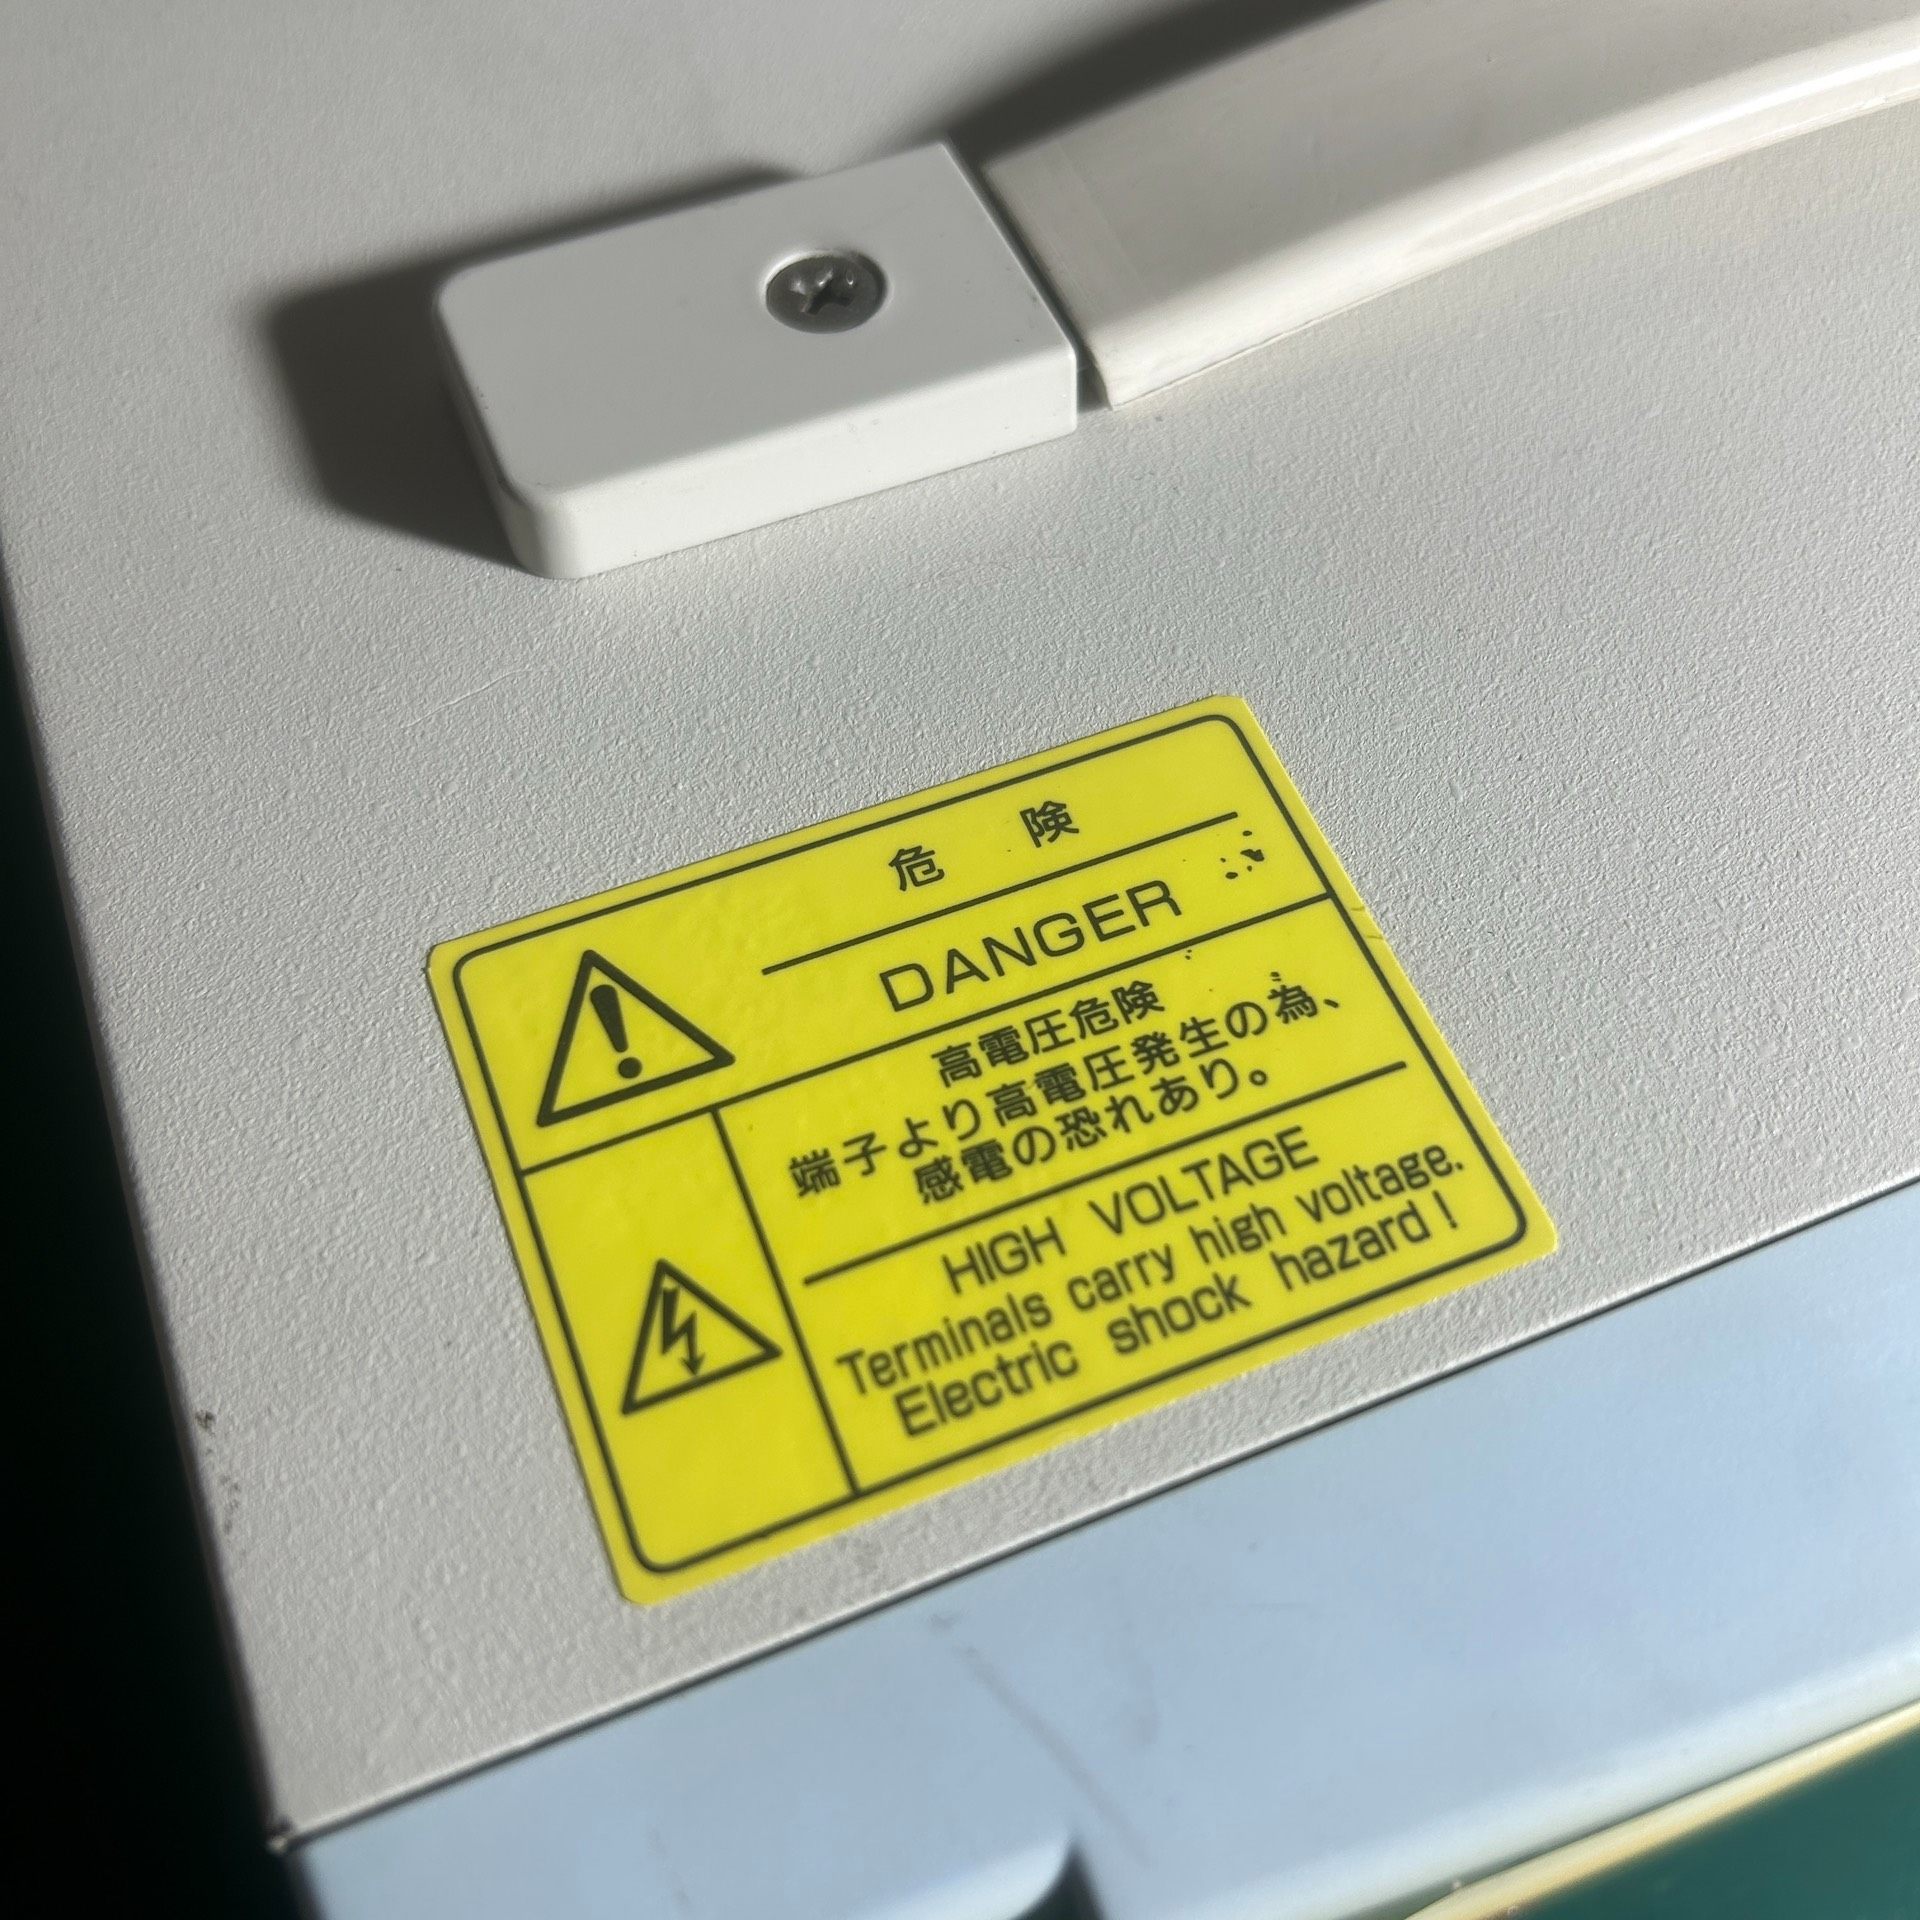 危 険
DANGER
高電圧危険
端子より高電圧発生の為、
感電の恐れあり。
HIGH VOLTAGE
Terminals carry high voltage.
Electric shock hazard!